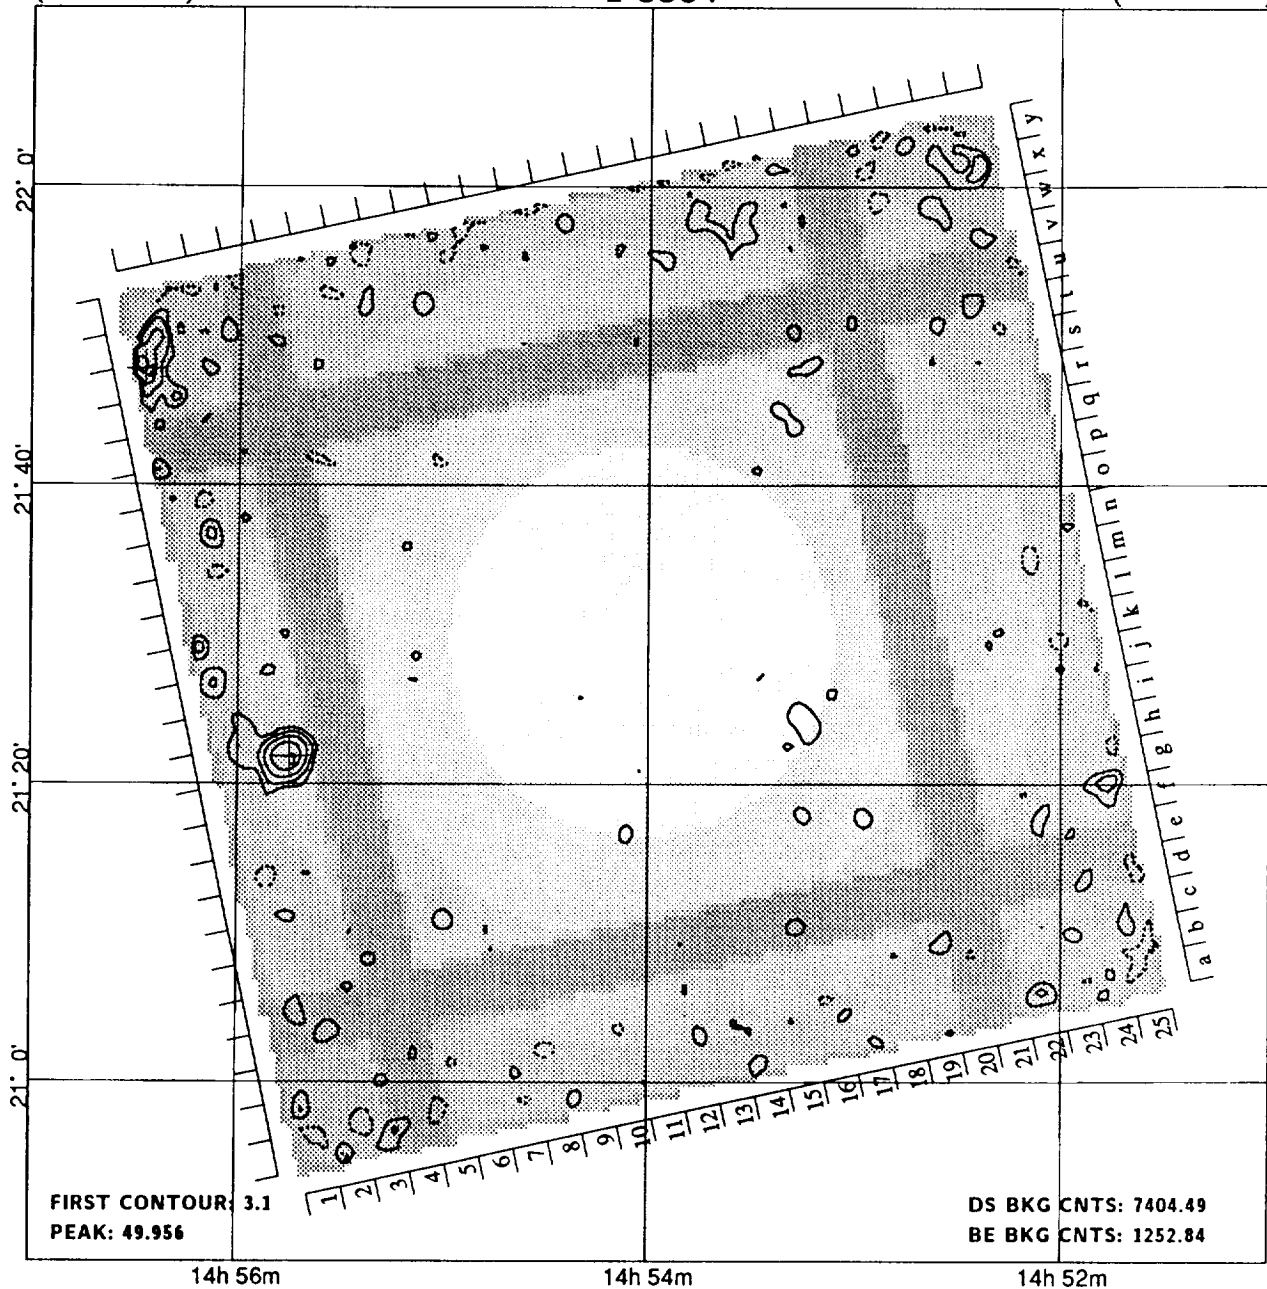 22° 0'
21° 40'
21° 20'
21° 0'
a b c d e f g h i j k l m n o p q r s t u v w x y
1 2 3 4 5 6 7 8 9 10 11 12 13 14 15 16 17 18 19 20 21 22 23 24 25
FIRST CONTOUR: 3.1
PEAK: 49.956
DS BKG CNTS: 7404.49
BE BKG CNTS: 1252.84
14h 56m
14h 54m
14h 52m